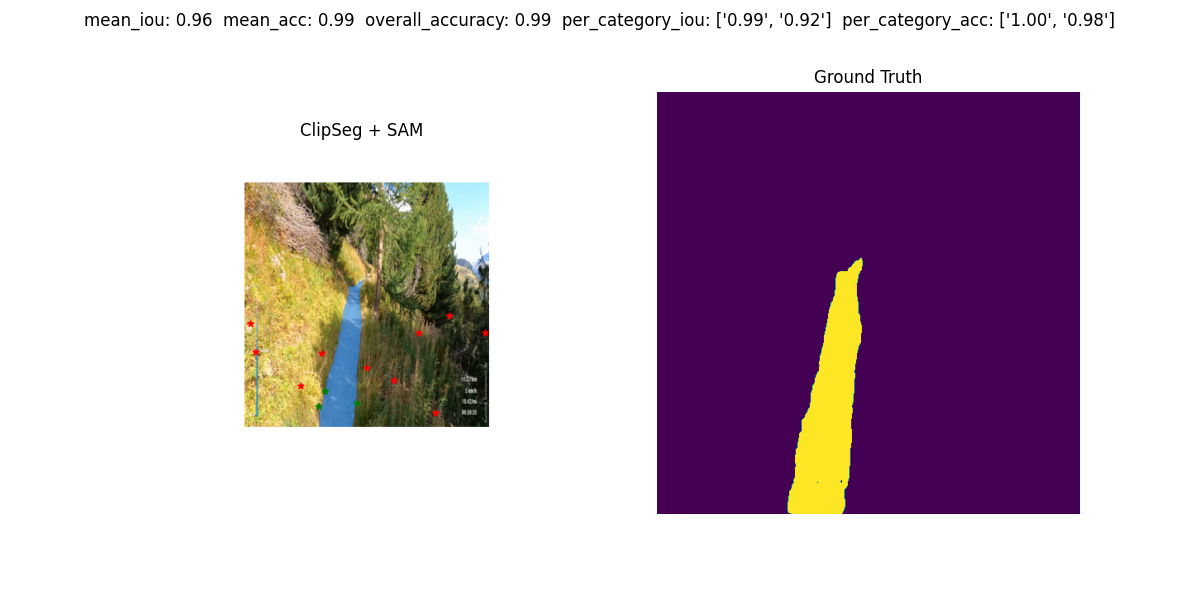 mean_iou: 0.96  mean_acc: 0.99  overall_accuracy: 0.99  per_category_iou: ['0.99', '0.92']  per_category_acc: ['1.00', '0.98']
Ground Truth
ClipSeg + SAM